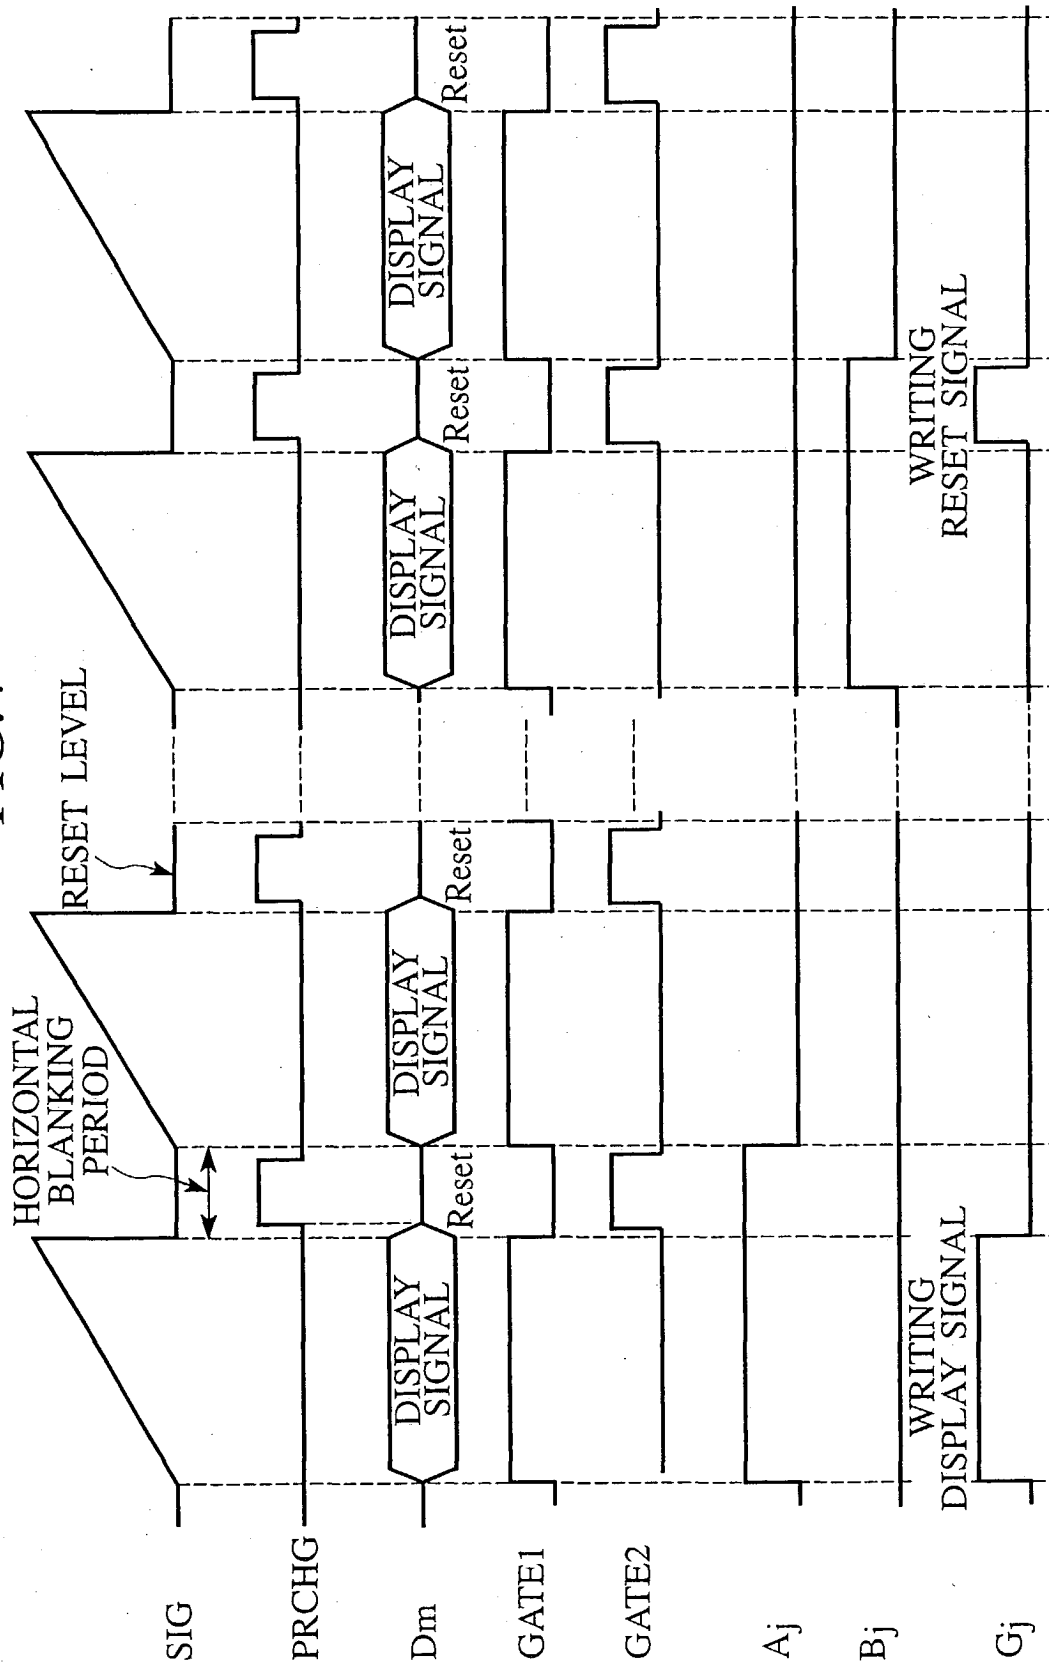 HORIZONTAL
BLANKING
PERIOD
RESET LEVEL
SIG
PRCHG
Dm
DISPLAY
SIGNAL
Reset
DISPLAY
SIGNAL
Reset
DISPLAY
SIGNAL
Reset
DISPLAY
SIGNAL
Reset
GATE1
GATE2
Aj
Bj
WRITING
DISPLAY SIGNAL
WRITING
RESET SIGNAL
Gj